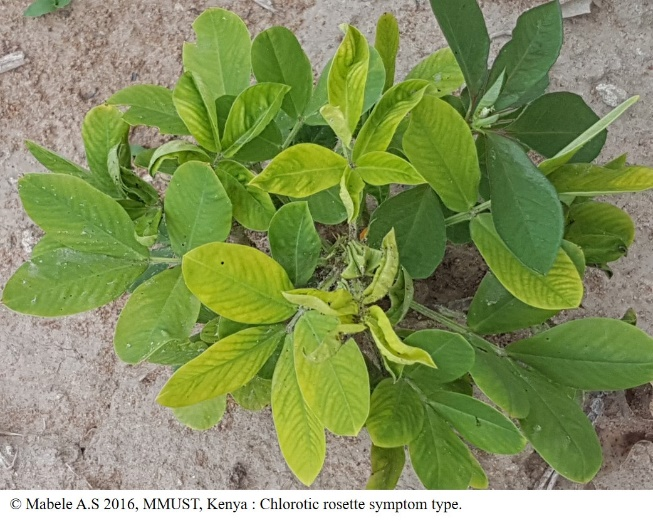 © Mabele A.S 2016, MMUST, Kenya : Chlorotic rosette symptom type.